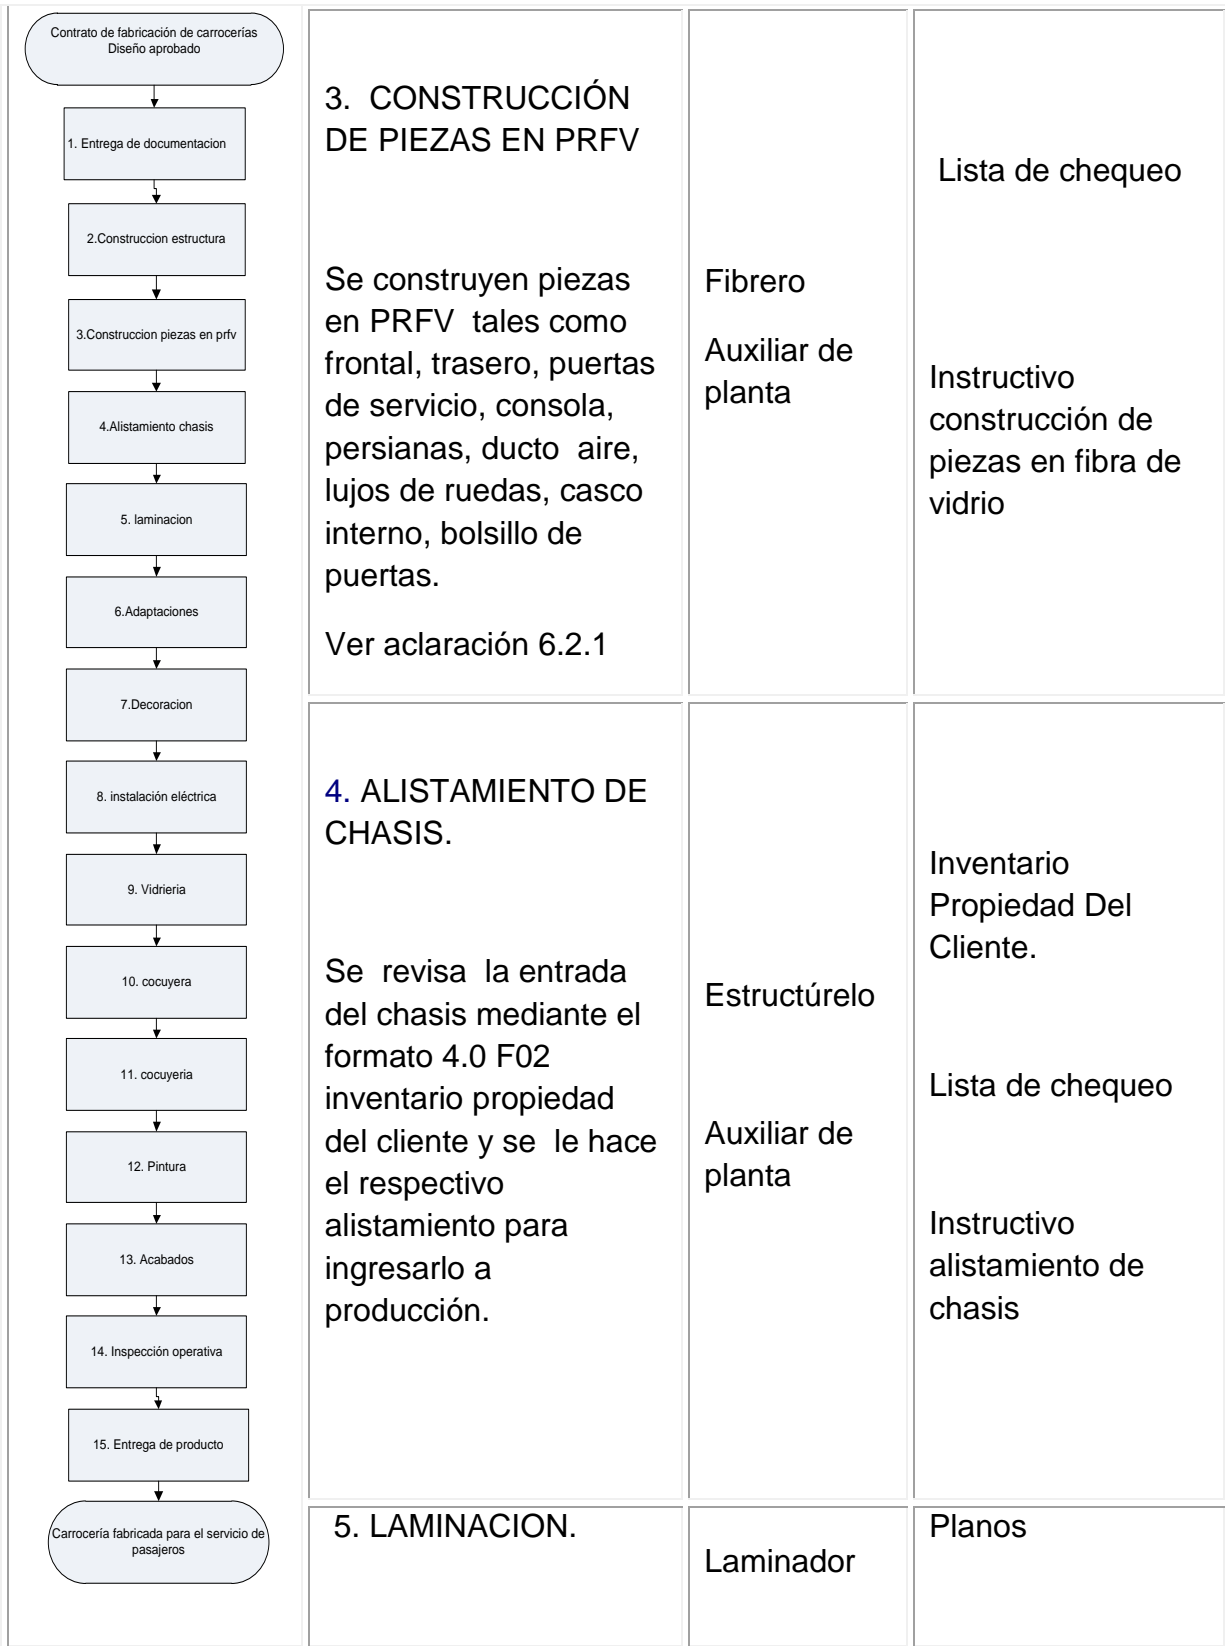 Contrato de fabricación de carrocerías
Diseño aprobado
1. Entrega de documentacion
2.Construccion estructura
3.Construccion piezas en prfv
4.Alistamiento chasis
5. laminacion
6.Adaptaciones
7.Decoracion
8. instalación eléctrica
9. Vidrieria
10. cocuyera
11. cocuyeria
12. Pintura
13. Acabados
14. Inspección operativa
15. Entrega de producto
Carrocería fabricada para el servicio de
pasajeros
3. CONSTRUCCIÓN
DE PIEZAS EN PRFV
Se construyen piezas
en PRFV tales como
frontal, trasero, puertas
de servicio, consola,
persianas, ducto aire,
lujos de ruedas, casco
interno, bolsillo de
puertas.
Ver aclaración 6.2.1
Fibrero
Auxiliar de
planta
Lista de chequeo
Instructivo
construcción de
piezas en fibra de
vidrio
4. ALISTAMIENTO DE
CHASIS.
Se revisa la entrada
del chasis mediante el
formato 4.0 F02
inventario propiedad
del cliente y se le hace
el respectivo
alistamiento para
ingresarlo a
producción.
Estructúrelo
Auxiliar de
planta
Inventario
Propiedad Del
Cliente.
Lista de chequeo
Instructivo
alistamiento de
chasis
5. LAMINACION.
Laminador
Planos